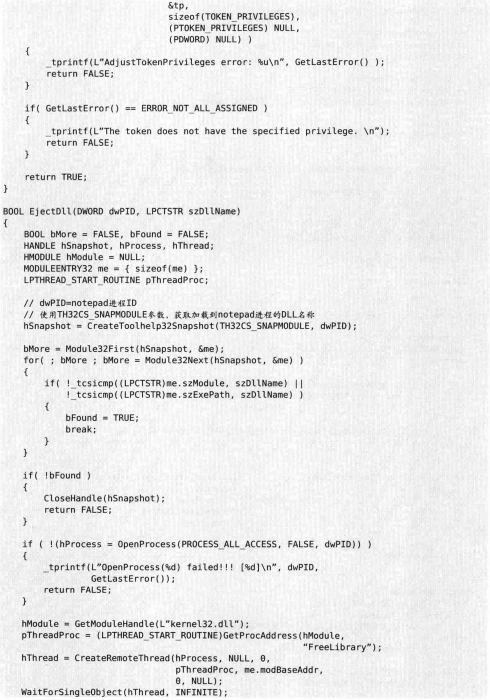 &tp,
sizeof(TOKEN_PRIVILEGES),
(PTOKEN_PRIVILEGES) NULL,
(PDWORD) NULL) )
{
_tprintf(L"AdjustTokenPrivileges error: %u\n", GetLastError() );
return FALSE;
}
if( GetLastError() == ERROR_NOT_ALL_ASSIGNED )
{
_tprintf(L"The token does not have the specified privilege. \n");
return FALSE;
}
return TRUE;
}
BOOL EjectDll(DWORD dwPID, LPCTSTR szDllName)
{
BOOL bMore = FALSE, bFound = FALSE;
HANDLE hSnapshot, hProcess, hThread;
HMODULE hModule = NULL;
MODULEENTRY32 me = { sizeof(me) };
LPTHREAD_START_ROUTINE pThreadProc;
// dwPID=notepad进程ID
// 使用TH32CS_SNAPMODULE参数，获取加载到notepad进程的DLL名称
hSnapshot = CreateToolhelp32Snapshot(TH32CS_SNAPMODULE, dwPID);
bMore = Module32First(hSnapshot, &me);
for( ; bMore ; bMore = Module32Next(hSnapshot, &me) )
{
if( !_tcsicmp((LPCTSTR)me.szModule, szDllName) ||
!_tcsicmp((LPCTSTR)me.szExePath, szDllName) )
{
bFound = TRUE;
break;
}
}
if( !bFound )
{
CloseHandle(hSnapshot);
return FALSE;
}
if ( !(hProcess = OpenProcess(PROCESS_ALL_ACCESS, FALSE, dwPID)) )
{
_tprintf(L"OpenProcess(%d) failed!!! [%d]\n", dwPID,
GetLastError());
return FALSE;
}
hModule = GetModuleHandle(L"kernel32.dll");
pThreadProc = (LPTHREAD_START_ROUTINE)GetProcAddress(hModule,
"FreeLibrary");
hThread = CreateRemoteThread(hProcess, NULL, 0,
pThreadProc, me.modBaseAddr,
0, NULL);
WaitForSingleObject(hThread, INFINITE);